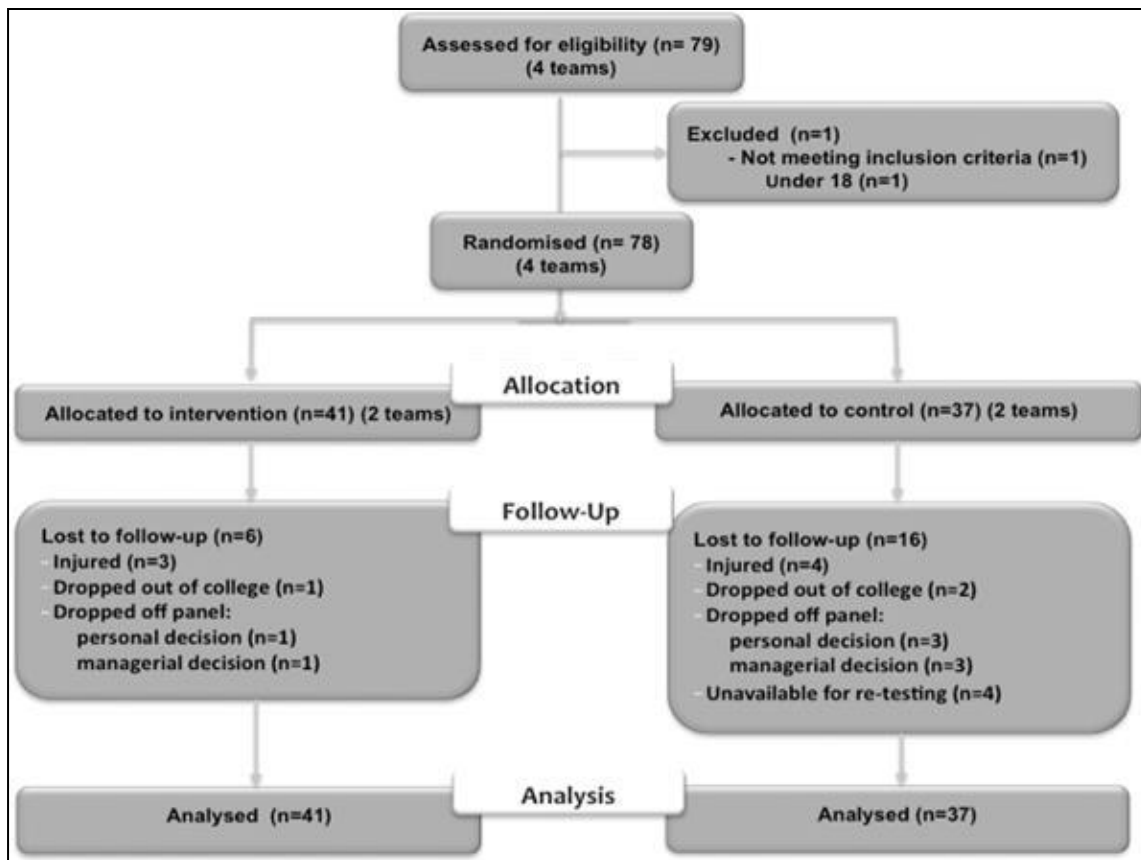 Assessed for eligibility (n= 79)
(4 teams)
Excluded (n=1)
- Not meeting inclusion criteria (n=1)
Under 18 (n=1)
Randomised (n= 78)
(4 teams)
Allocation
Allocated to intervention (n=41) (2 teams)
Allocated to control (n=37) (2 teams)
Follow-Up
Lost to follow-up (n=6)
- Injured (n=3)
- Dropped out of college (n=1)
- Dropped off panel:
personal decision (n=1)
managerial decision (n=1)
Lost to follow-up (n=16)
- Injured (n=4)
- Dropped out of college (n=2)
- Dropped off panel:
personal decision (n=3)
managerial decision (n=3)
- Unavailable for re-testing (n=4)
Analysis
Analysed (n=41)
Analysed (n=37)